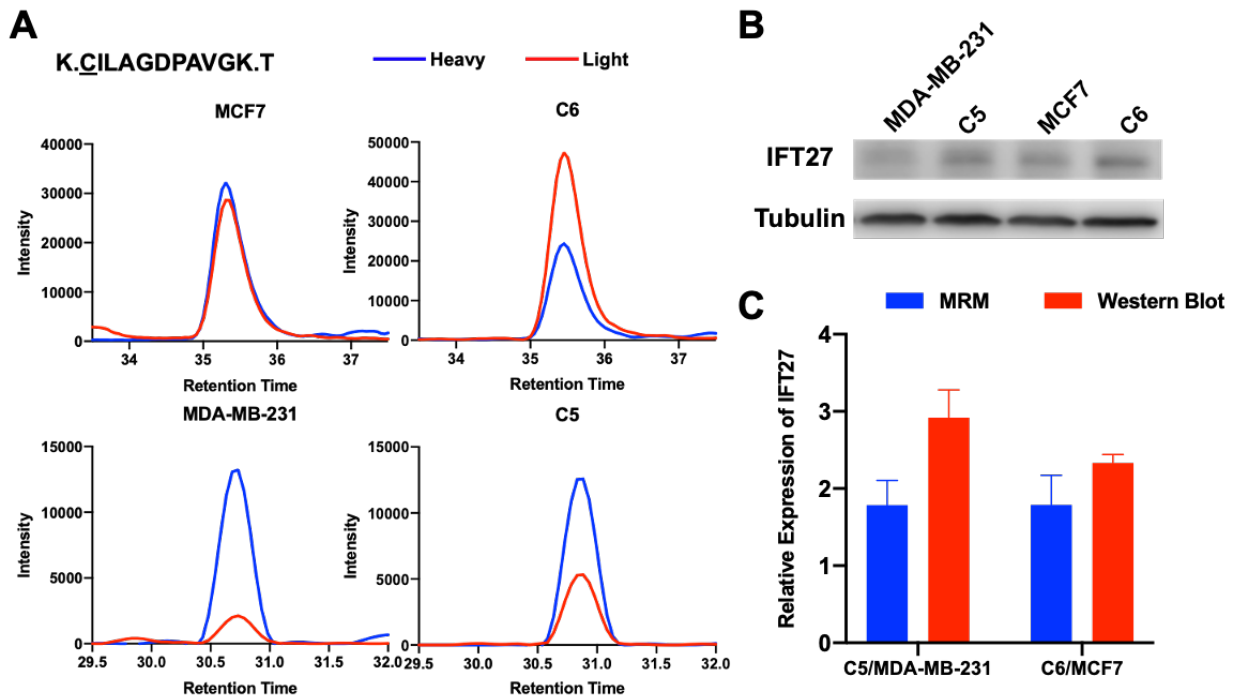 A
K.CILAGDPAVGK.T
Heavy
Light
MCF7
Intensity
40000
30000
20000
10000
0
34
35
36
37
Retention Time
C6
Intensity
50000
40000
30000
20000
10000
0
34
35
36
37
Retention Time
MDA-MB-231
Intensity
15000
10000
5000
0
29.5
30.0
30.5
31.0
31.5
32.0
Retention Time
C5
Intensity
15000
10000
5000
0
29.5
30.0
30.5
31.0
31.5
32.0
Retention Time
B
MDA-MB-231
C5
MCF7
C6
IFT27
Tubulin
C
MRM
Western Blot
Relative Expression of IFT27
4
3
2
1
0
C5/MDA-MB-231
C6/MCF7